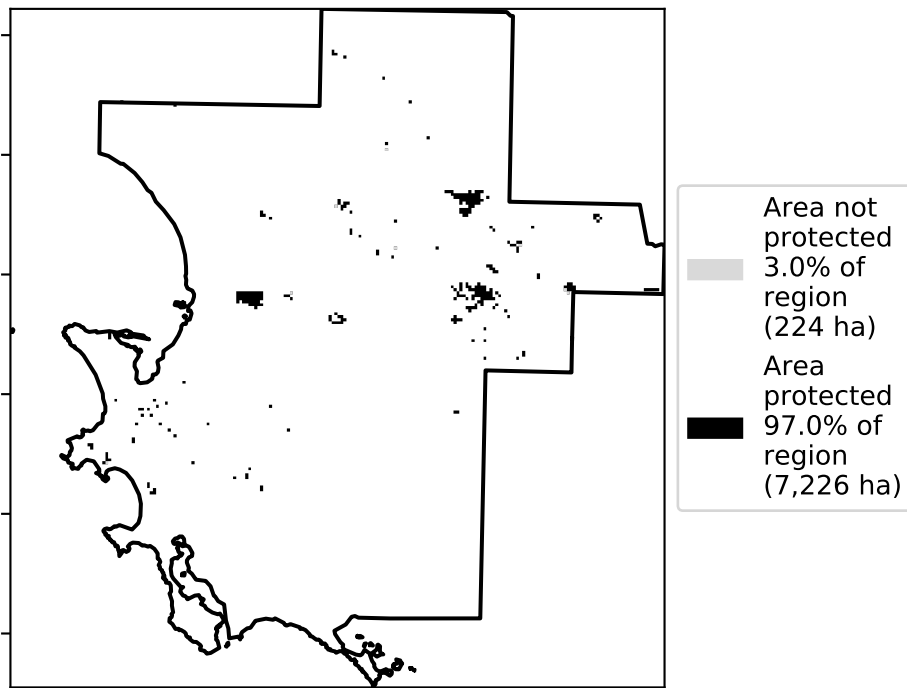 Area not
protected
3.0% of
region
(224 ha)
Area
protected
97.0% of
region
(7,226 ha)